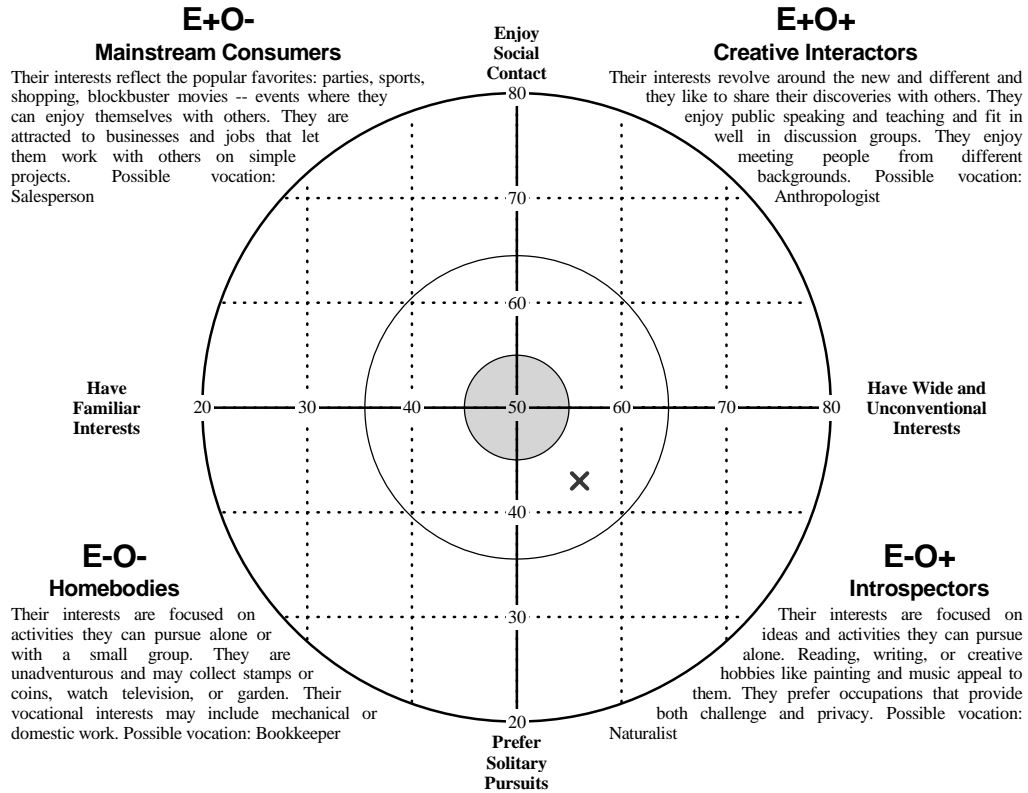 E+O-
Mainstream Consumers
Their interests reflect the popular favorites: parties, sports,
shopping, blockbuster movies -- events where they
can enjoy themselves with others. They are
attracted to businesses and jobs that let
them work with others on simple
projects. Possible vocation:
Salesperson
Enjoy
Social
Contact
E+O+
Creative Interactors
Their interests revolve around the new and different and
they like to share their discoveries with others. They
enjoy public speaking and teaching and fit in
well in discussion groups. They enjoy
meeting people from different
backgrounds. Possible vocation:
Anthropologist
80
70
60
Have
Familiar
Interests
20 30 40 50 60 70 80
Have Wide and
Unconventional
Interests
40
30
20
E-O-
Homebodies
Their interests are focused on
activities they can pursue alone or
with a small group. They are
unadventurous and may collect stamps or
coins, watch television, or garden. Their
vocational interests may include mechanical or
domestic work. Possible vocation: Bookkeeper
E-O+
Introspectors
Their interests are focused on
ideas and activities they can pursue
alone. Reading, writing, or creative
hobbies like painting and music appeal to
them. They prefer occupations that provide
both challenge and privacy. Possible vocation:
Naturalist
Prefer
Solitary
Pursuits